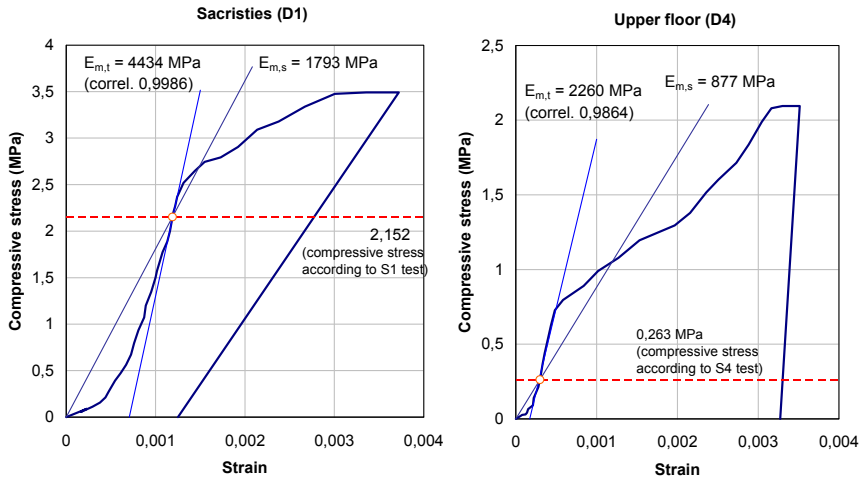 Sacristies (D1)
4
3,5
3
2,5
2
1,5
1
0,5
0
E_m,t = 4434 MPa
(correl. 0,9986)
E_m,s = 1793 MPa
2,152
(compressive stress
according to S1 test)
0
0,001
0,002
0,003
0,004
Strain
Compressive stress (MPa)
Upper floor (D4)
2,5
2
1,5
1
0,5
0
E_m,t = 2260 MPa
(correl. 0,9864)
E_m,s = 877 MPa
0,263 MPa
(compressive stress
according to S4 test)
0
0,001
0,002
0,003
0,004
Strain
Compressive stress (MPa)